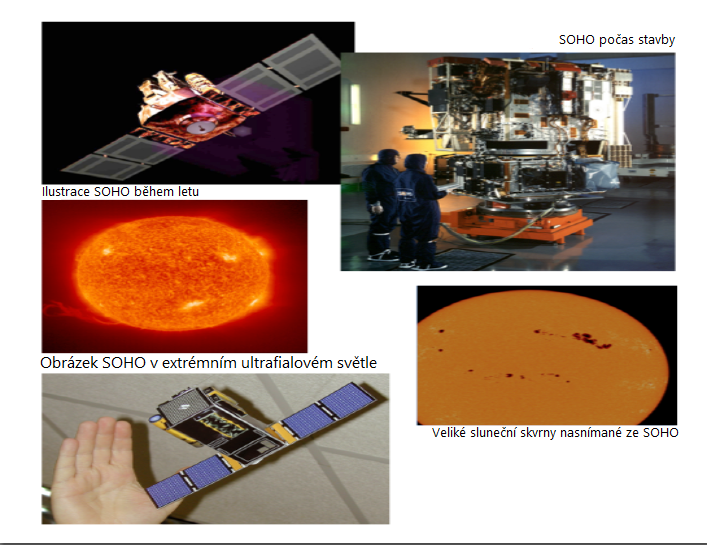 SOHO počas stavby
Ilustrace SOHO během letu
Obrázek SOHO v extrémním ultrafialovém světle
Veliké sluneční skvrny nasnímané ze SOHO